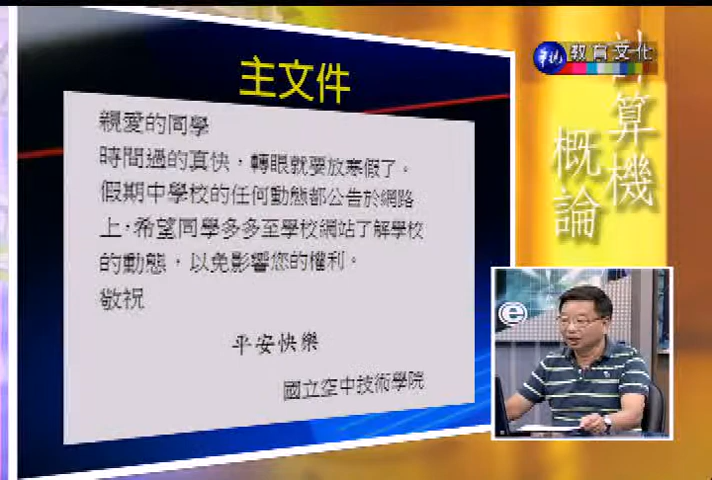 主文件
華視
教育文化
計算機
概論
親愛的同學
時間過的真快，轉眼就要放寒假了。
假期中學校的任何動態都公告於網路
上，希望同學多多至學校網站了解學校
的動態，以免影響您的權利。
敬祝
平安快樂
國立空中技術學院
e